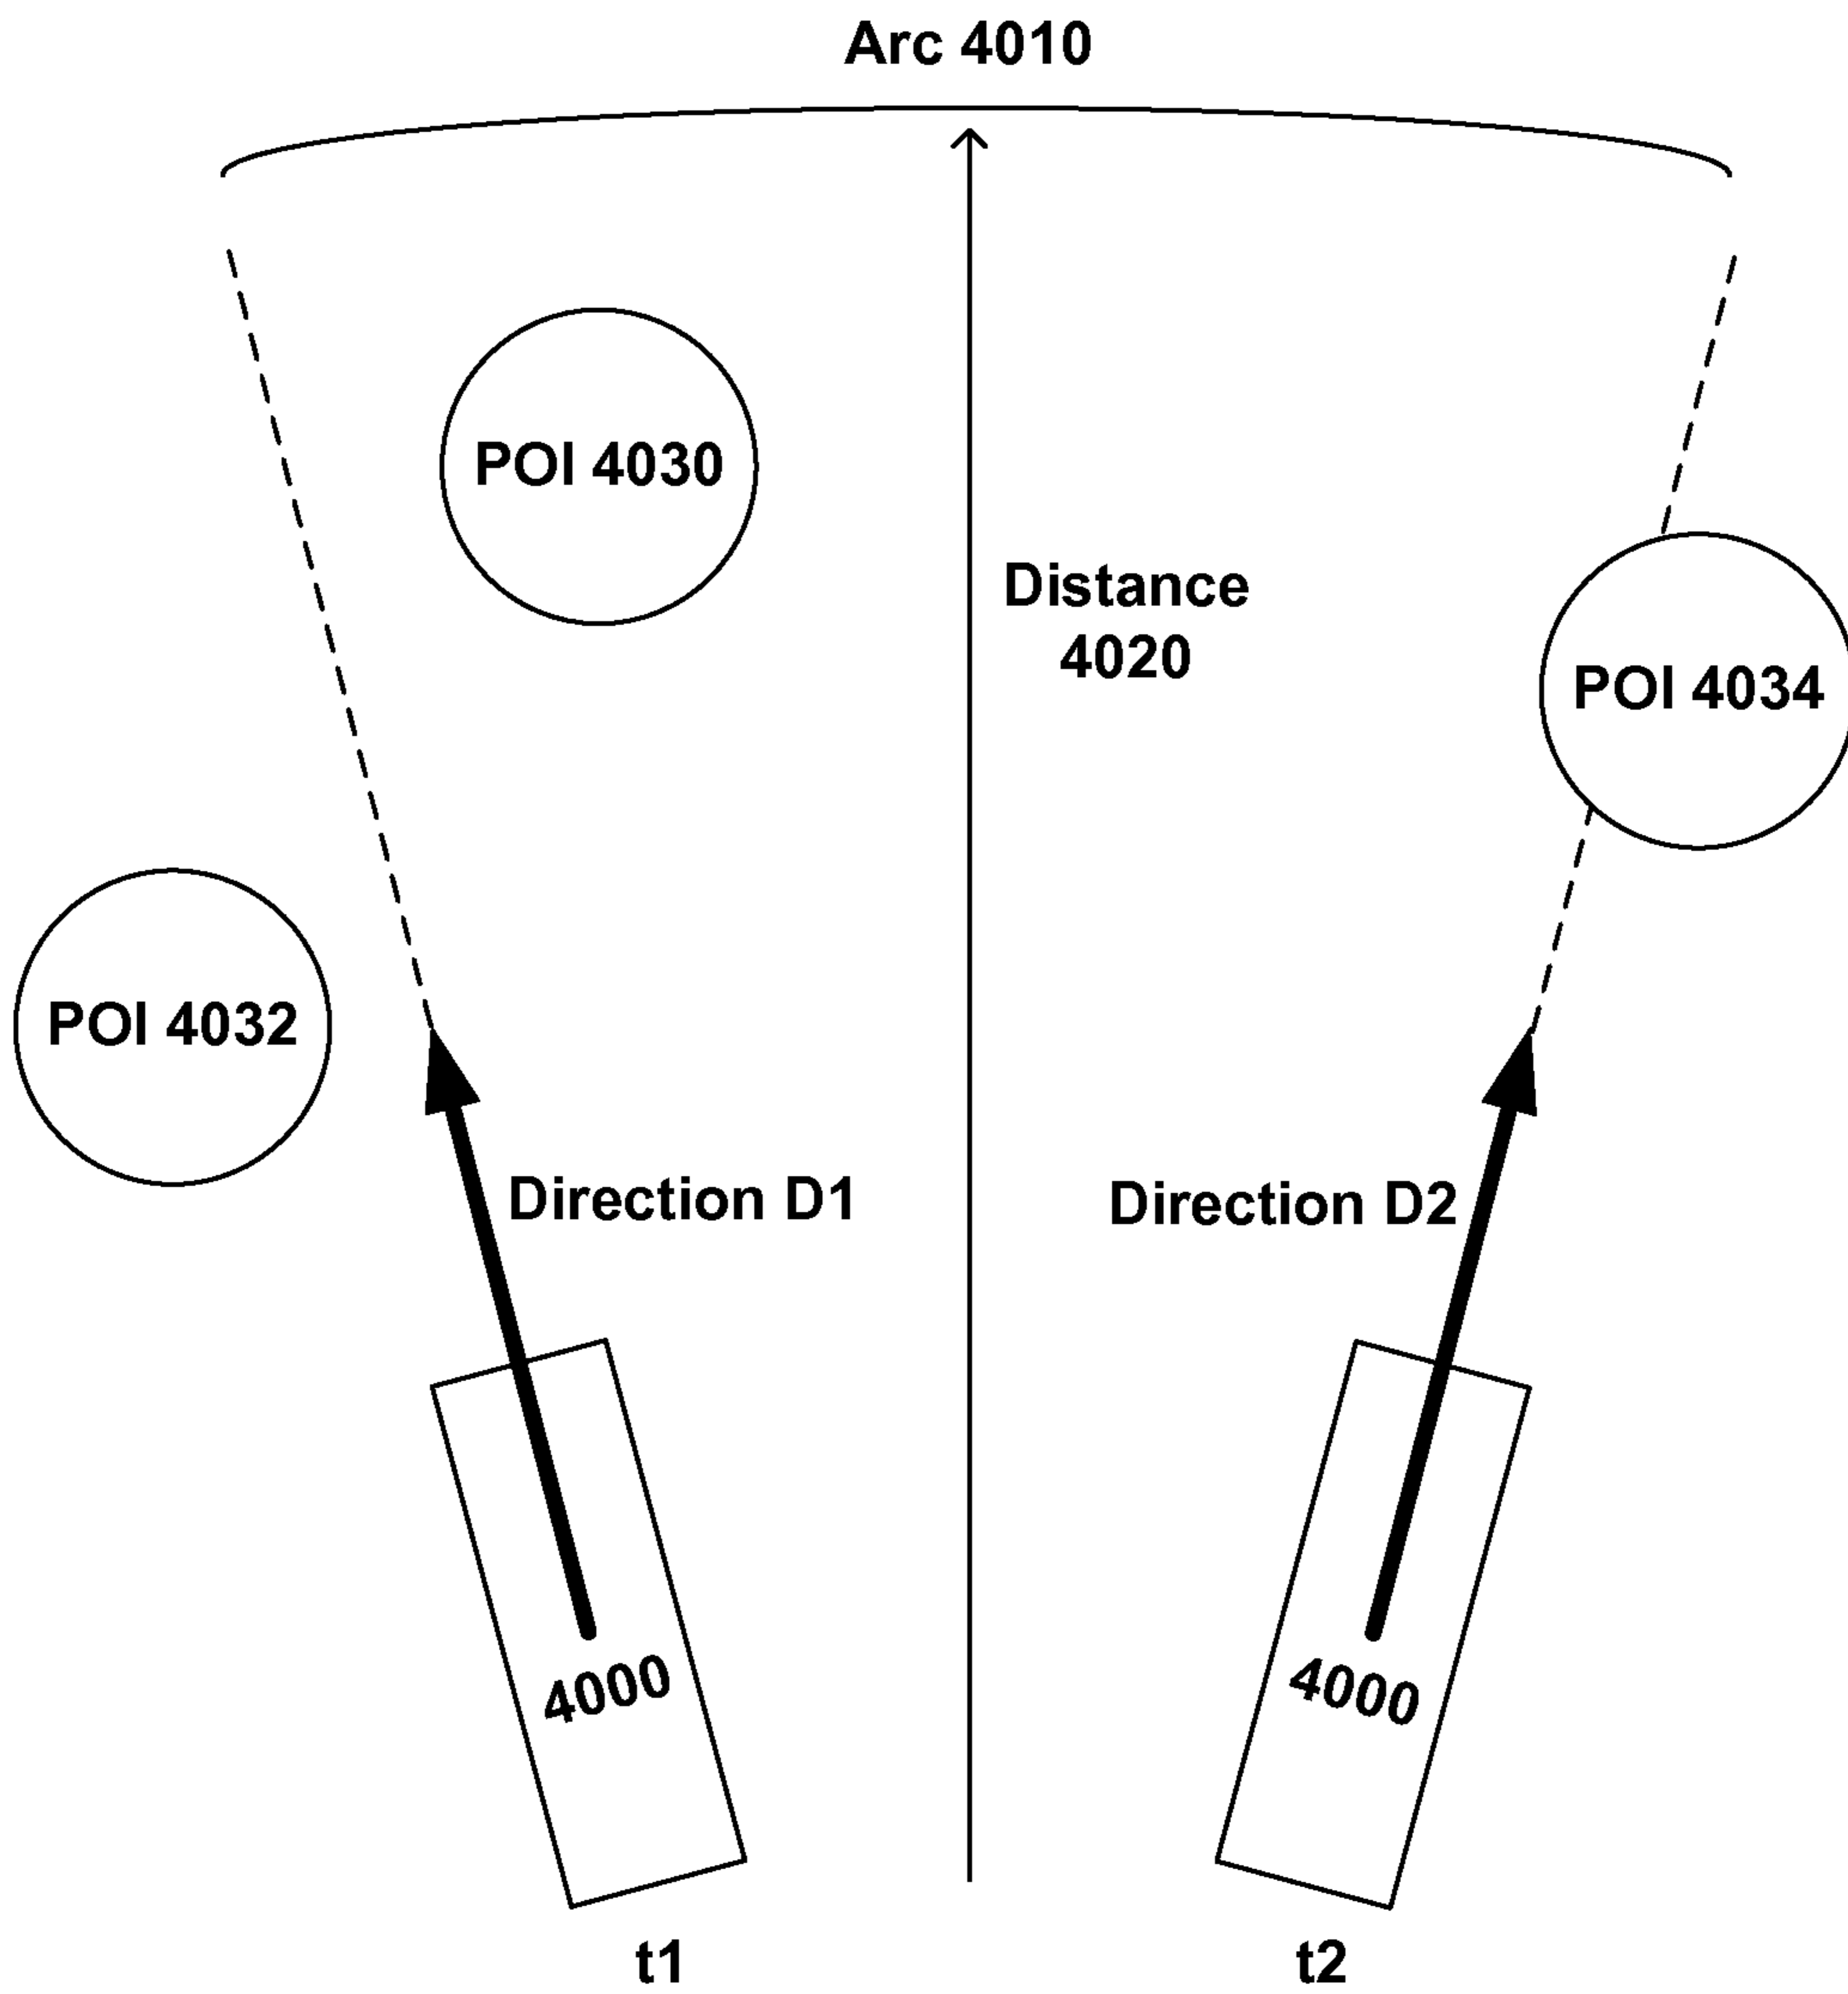 Arc 4010
POI 4030
Distance
4020
POI 4034
POI 4032
Direction D1
Direction D2
4000
4000
t1
t2